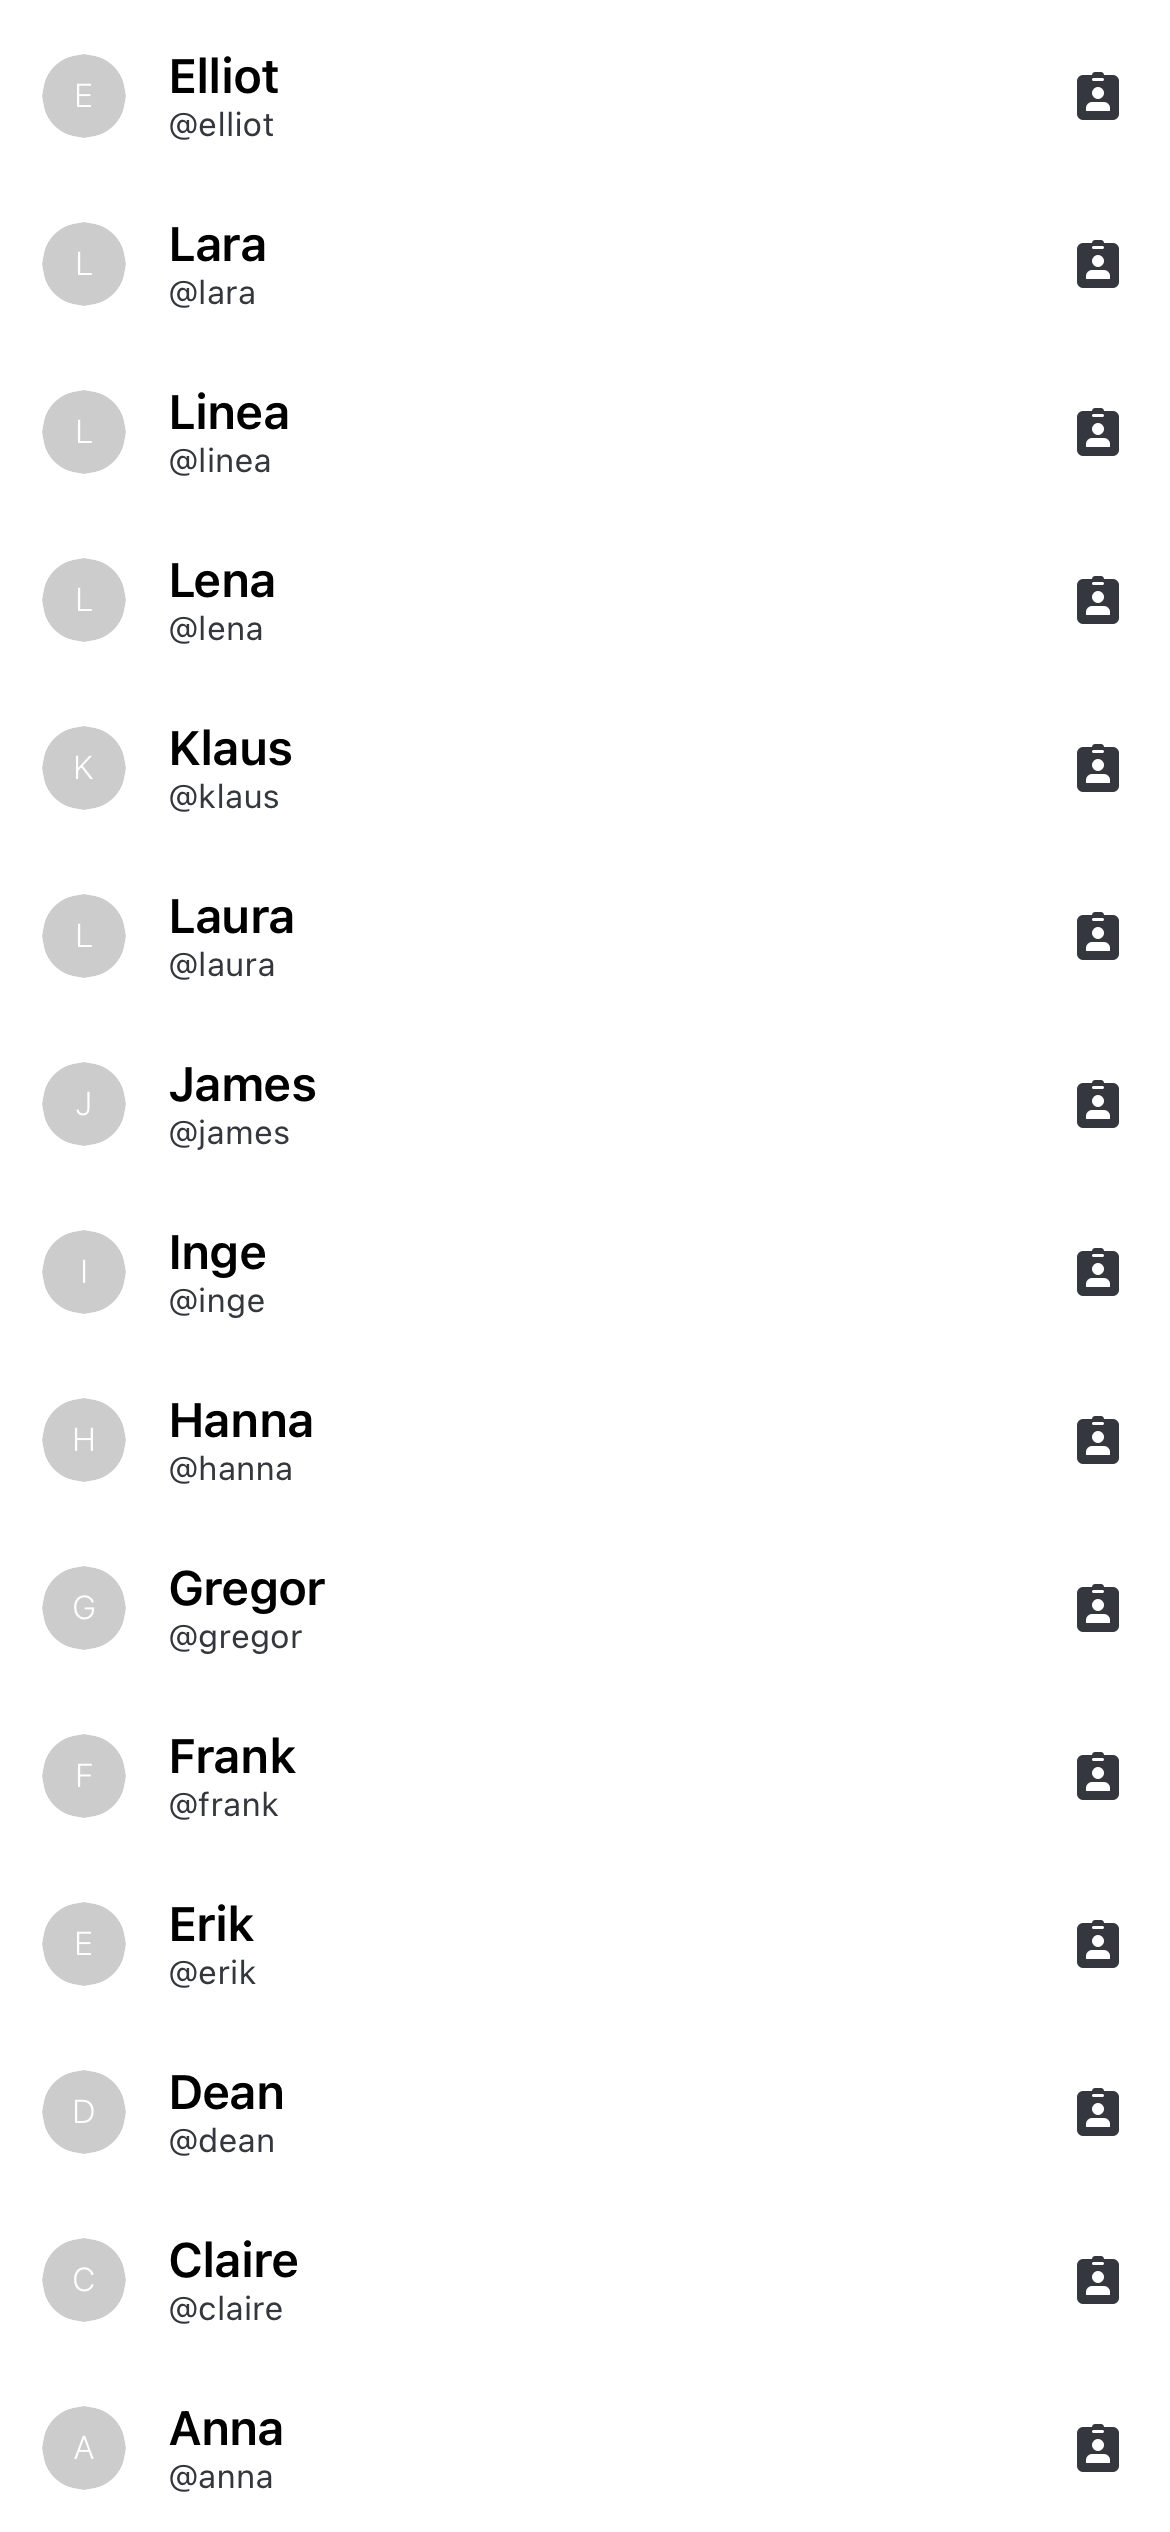 E
Elliot
@elliot
L
Lara
@lara
L
Linea
@linea
L
Lena
@lena
K
Klaus
@klaus
L
Laura
@laura
J
James
@james
I
Inge
@inge
H
Hanna
@hanna
G
Gregor
@gregor
F
Frank
@frank
E
Erik
@erik
D
Dean
@dean
C
Claire
@claire
A
Anna
@anna